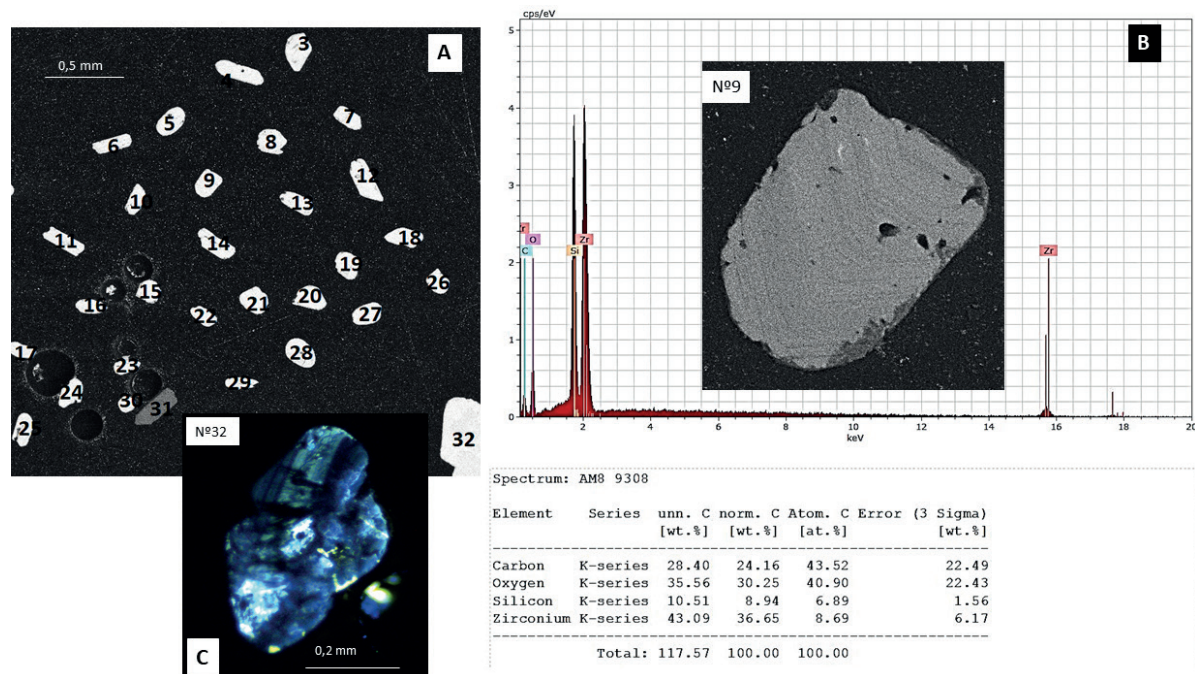 A
0,5 mm
3
4
5
6
7
8
9
10
11
12
13
14
15
16
17
18
19
20
21
22
23
24
25
26
27
28
29
30
31
32
cps/eV
B
5
4
3
2
1
0
Nº9
C
O
Si
Zr
Zr
2 4 6 8 10 12 14 16 18 20
keV
Nº32
C
0,2 mm
Spectrum: AM8 9308
Element Series unn. C norm. C Atom. C Error (3 Sigma)
[wt.%] [wt.%] [at.%] [wt.%]
Carbon K-series 28.40 24.16 43.52 22.49
Oxygen K-series 35.56 30.25 40.90 22.43
Silicon K-series 10.51 8.94 6.89 1.56
Zirconium K-series 43.09 36.65 8.69 6.17
Total: 117.57 100.00 100.00